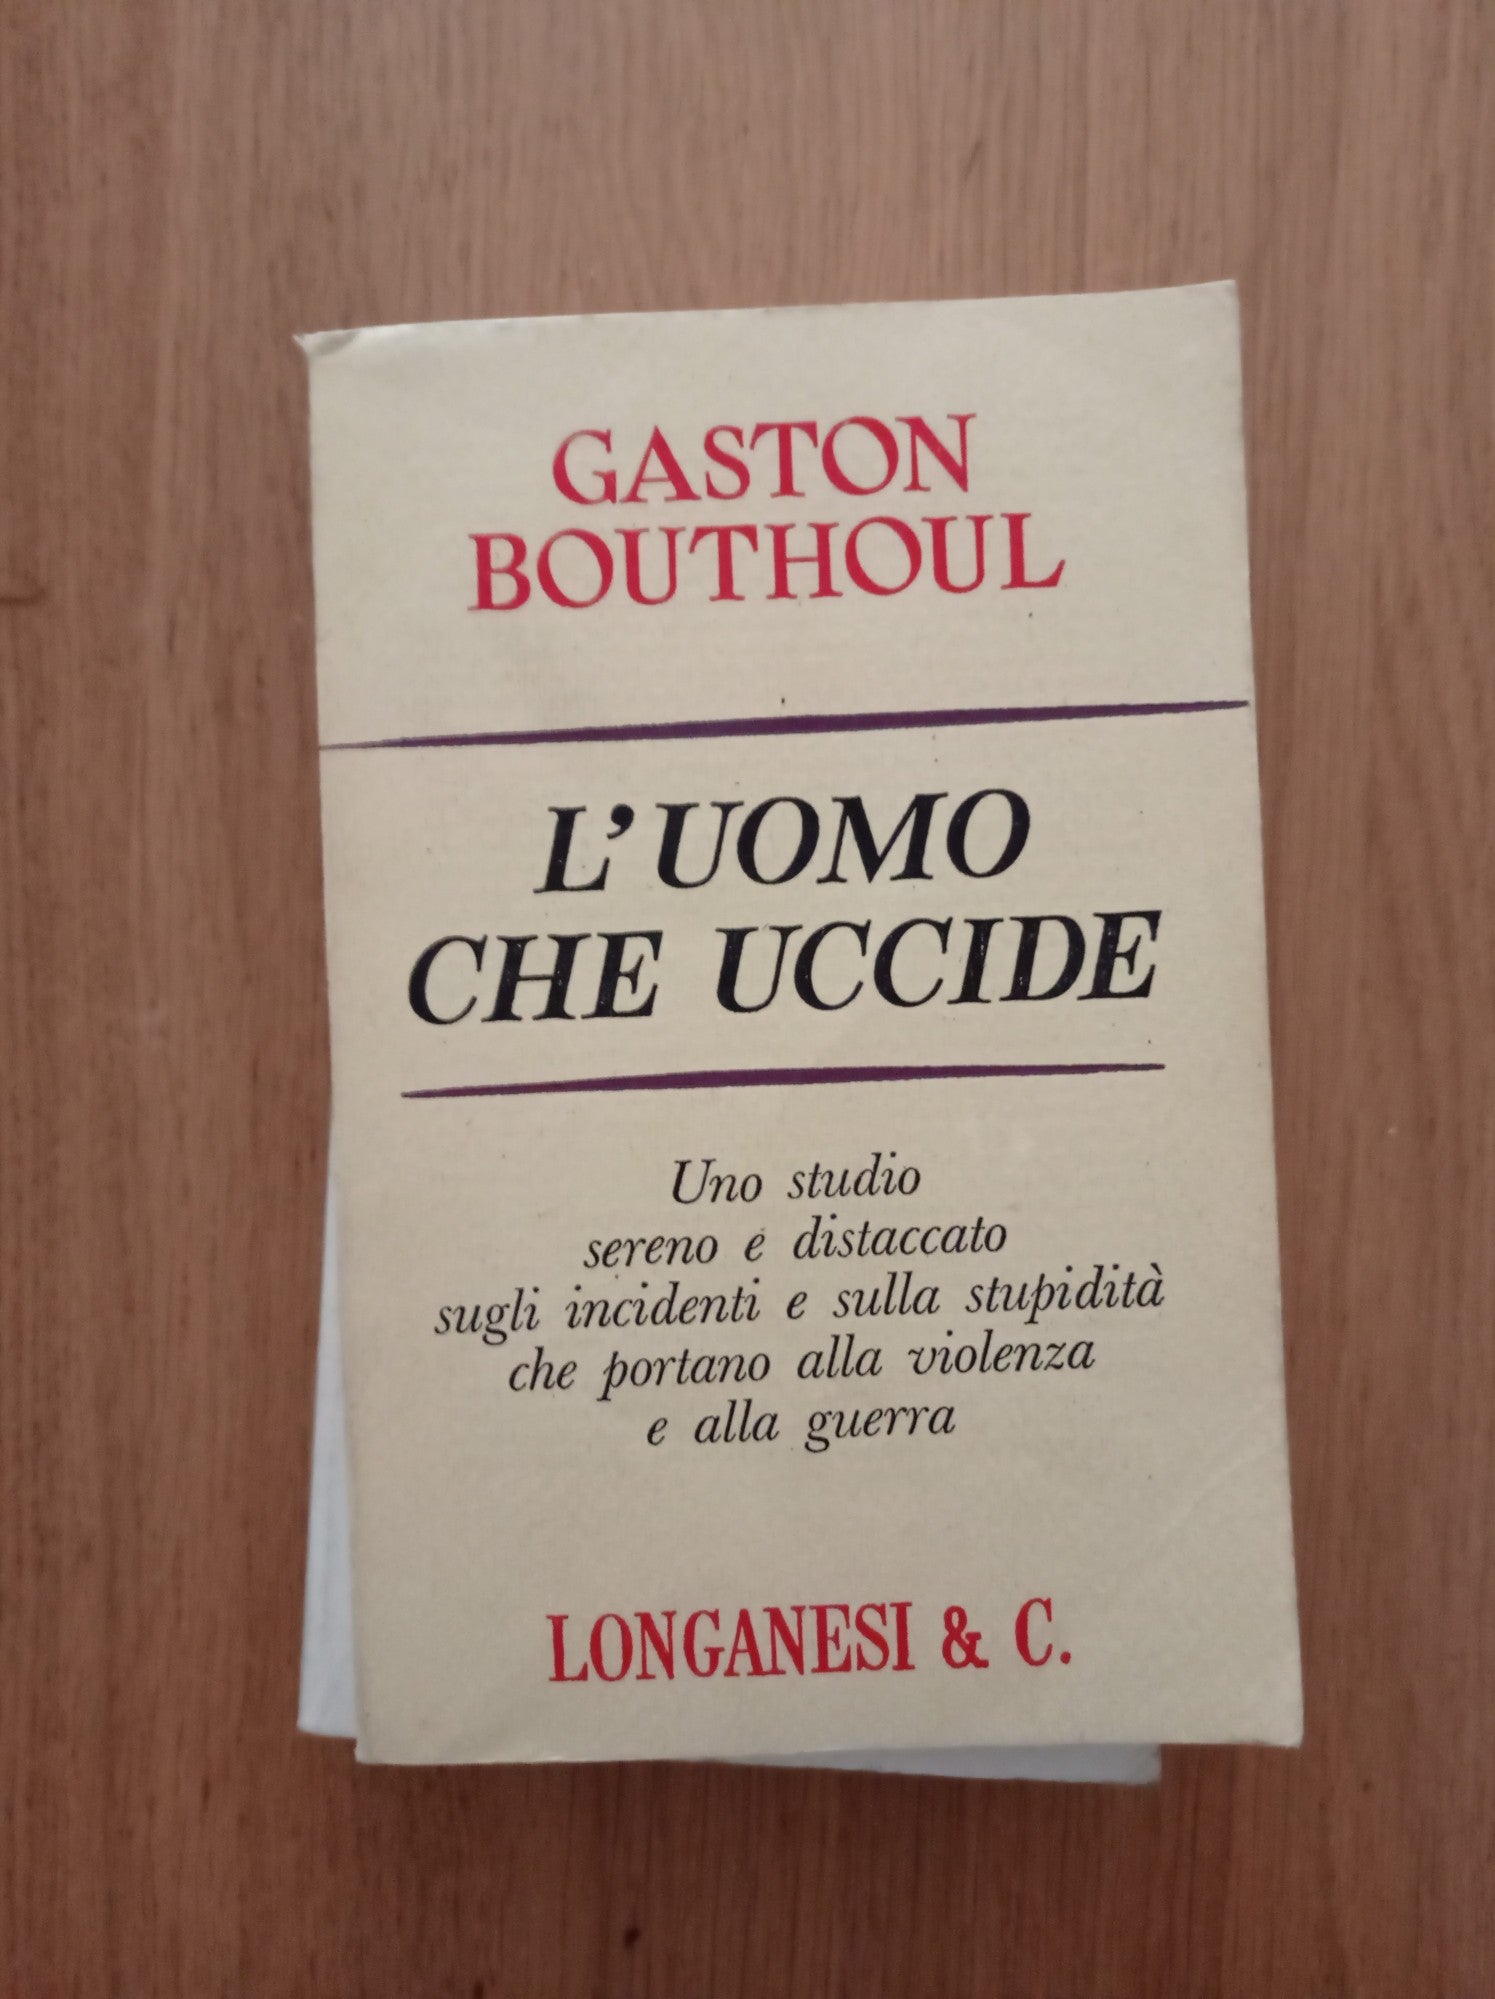 GASTON
BOUTHOUL
L'UOMO
CHE UCCIDE
Uno studio
sereno e distaccato
sugli incidenti e sulla stupidità
che portano alla violenza
e alla guerra
LONGANESI & C.